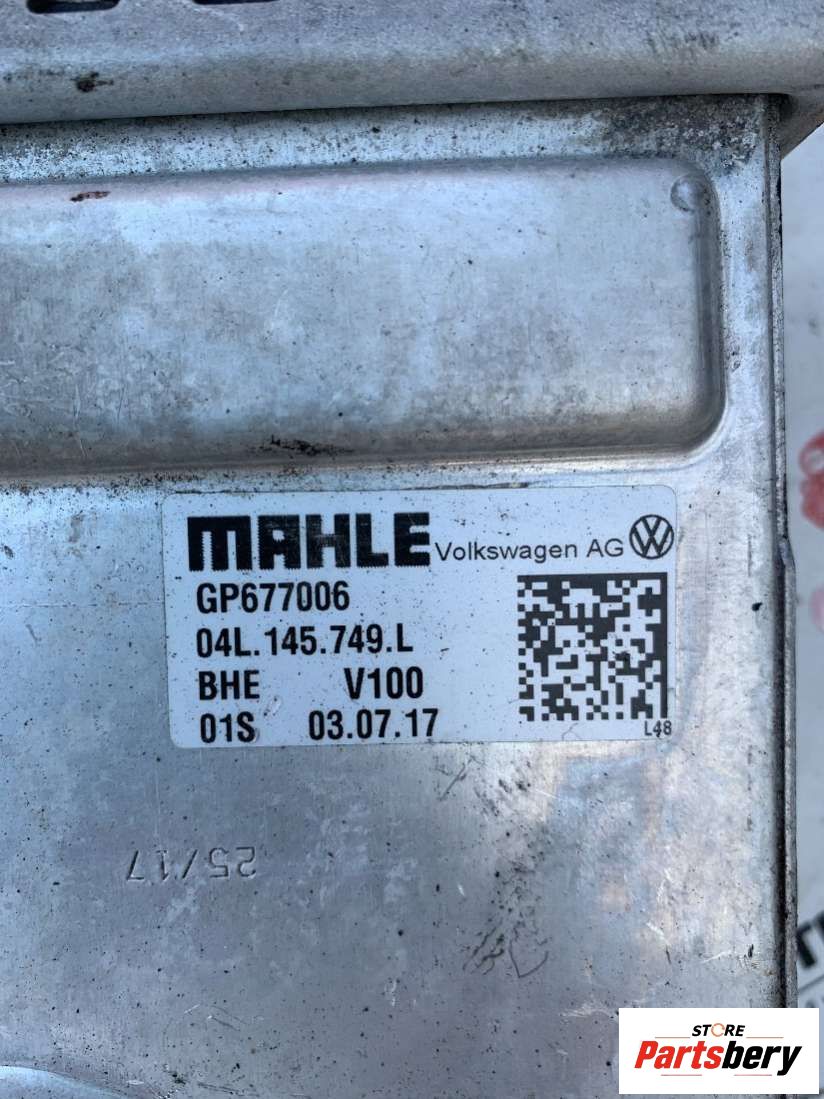 MAHLE Volkswagen AG
GP677006
04L.145.749.L
BHE V100
01S 03.07.17
L48
25/17
STORE
Partsbery